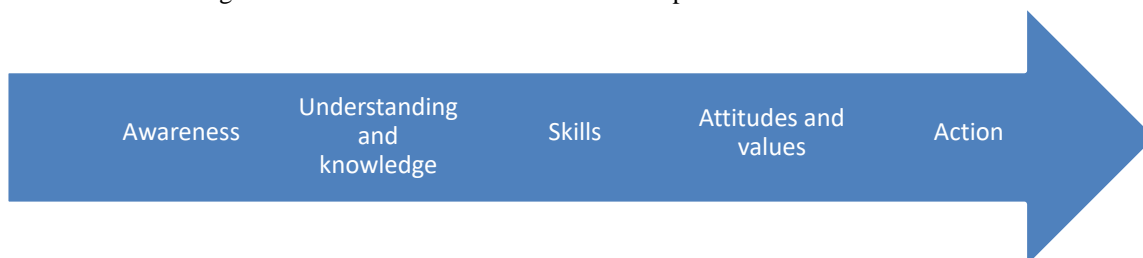 Awareness
Understanding
and
knowledge
Skills
Attitudes and
values
Action